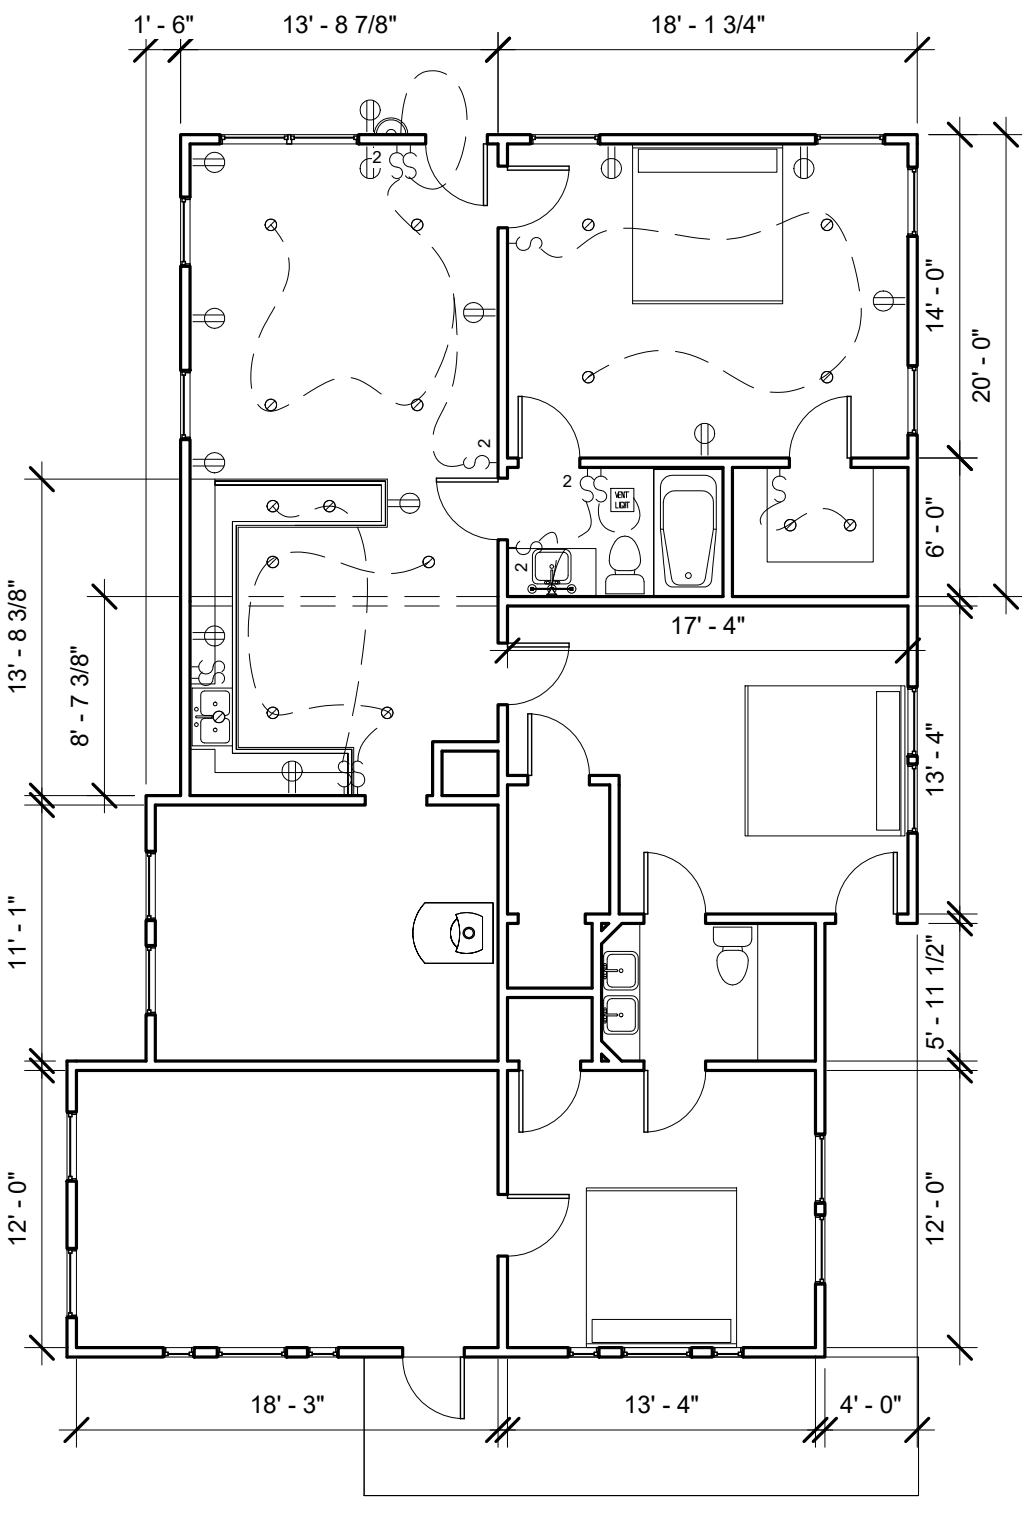 1' - 6"
13' - 8 7/8"
18' - 1 3/4"
2
14' - 0"
20' - 0"
2
2
VENT
LIGHT
6' - 0"
2
13' - 8 3/8"
17' - 4"
8' - 7 3/8"
13' - 4"
11' - 1"
5' - 11 1/2"
12' - 0"
12' - 0"
18' - 3"
13' - 4"
4' - 0"